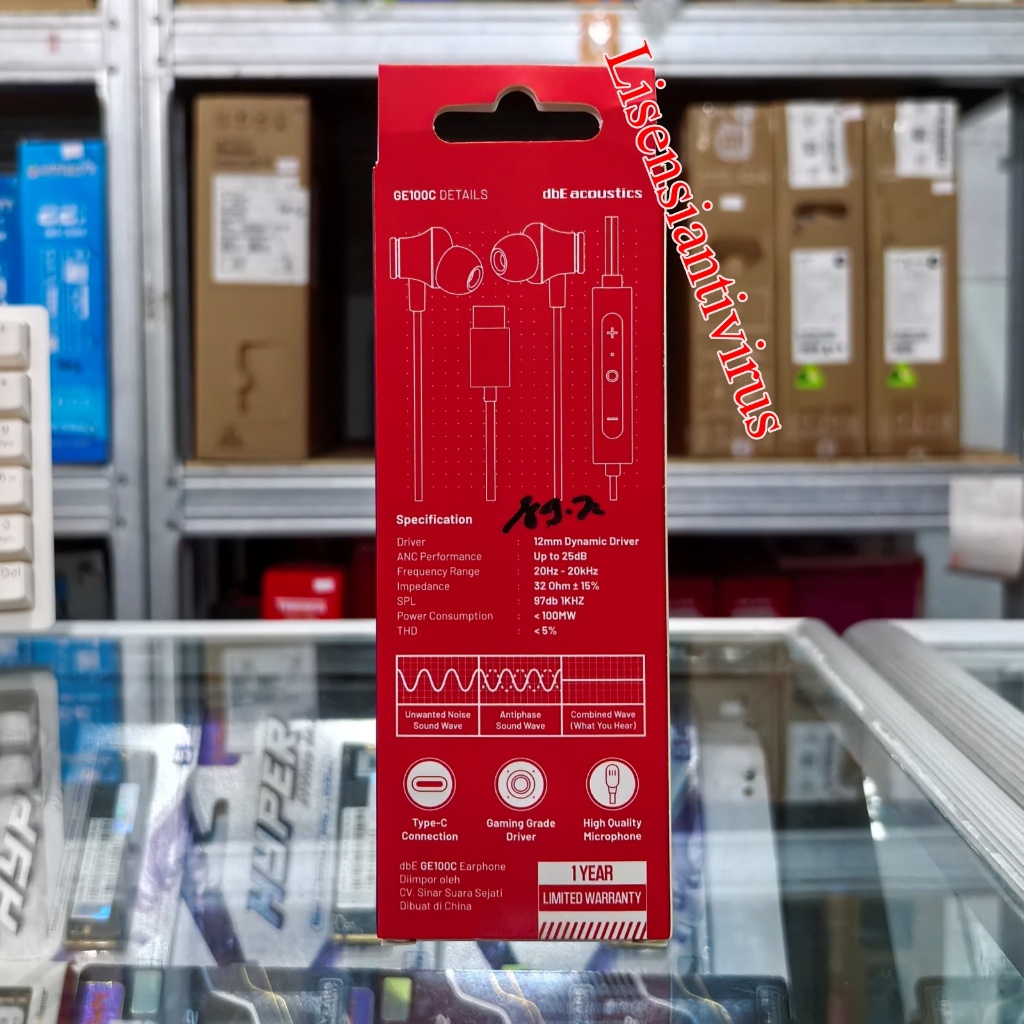 Lisensiantivirus
GE100C DETAILS
dbE acoustics
Specification
Driver : 12mm Dynamic Driver
ANC Performance : Up to 25dB
Frequency Range : 20Hz - 20kHz
Impedance : 32 Ohm ± 15%
SPL : 97db 1KHZ
Power Consumption : < 100MW
THD : < 5%
Unwanted Noise
Sound Wave
Antiphase
Sound Wave
Combined Wave
(What You Hear)
Type-C
Connection
Gaming Grade
Driver
High Quality
Microphone
dbE GE100C Earphone
Diimpor oleh
CV. Sinar Suara Sejati
Dibuat di China
1 YEAR
LIMITED WARRANTY
HYPER
HYP
Del